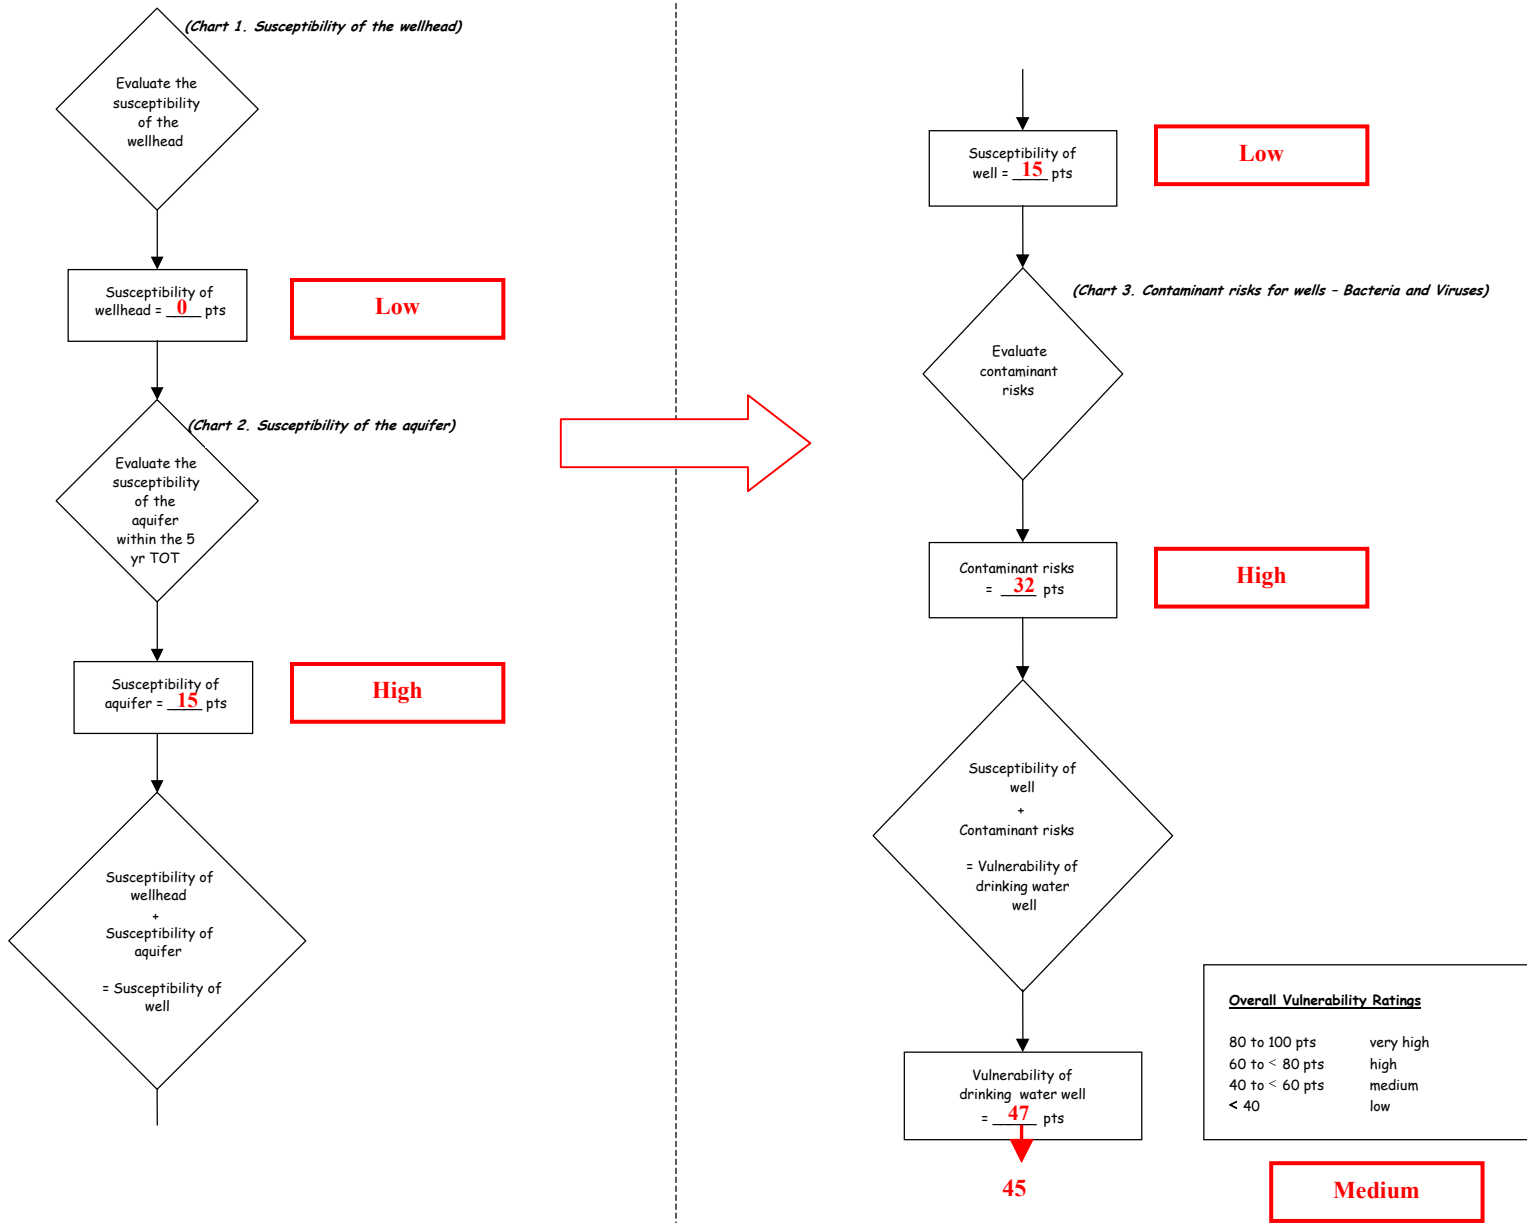 (Chart 1. Susceptibility of the wellhead)
Evaluate the
susceptibility
of the
wellhead
Susceptibility of
wellhead = 0 pts
Low
(Chart 2. Susceptibility of the aquifer)
Evaluate the
susceptibility
of the
aquifer
within the 5
yr TOT
Susceptibility of
aquifer = 15 pts
High
Susceptibility of
wellhead
+
Susceptibility of
aquifer
= Susceptibility of
well
Susceptibility of
well = 15 pts
Low
(Chart 3. Contaminant risks for wells – Bacteria and Viruses)
Evaluate
contaminant
risks
Contaminant risks
= 32 pts
High
Susceptibility of
well
+
Contaminant risks
= Vulnerability of
drinking water
well
Vulnerability of
drinking water well
= 47 pts
45
Overall Vulnerability Ratings
80 to 100 pts very high
60 to < 80 pts high
40 to < 60 pts medium
< 40 low
Medium